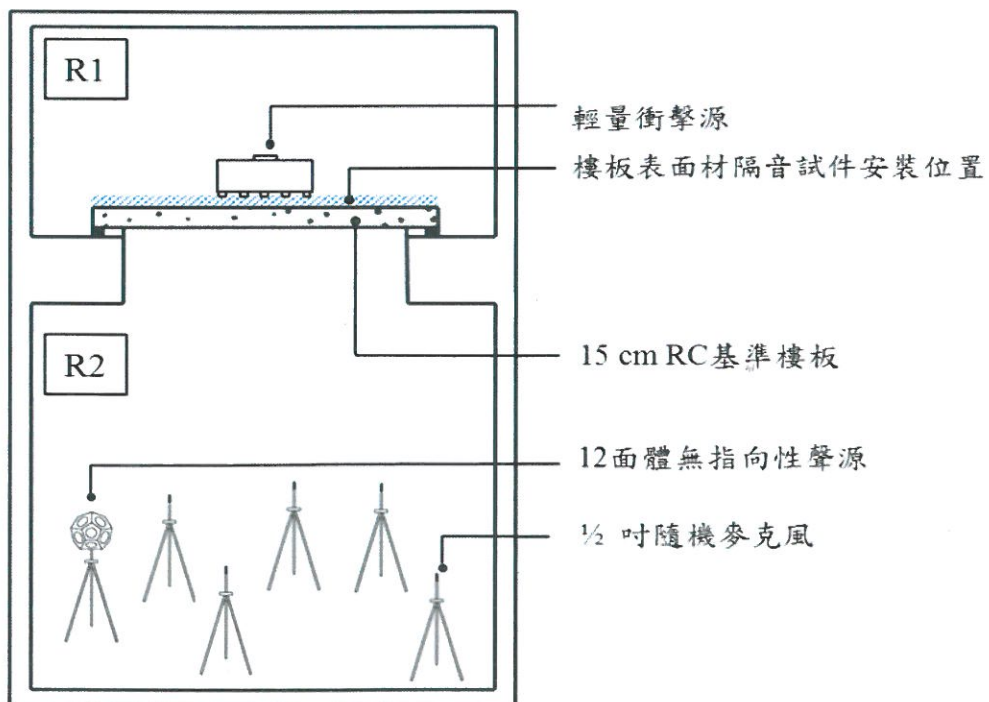 R1
輕量衝擊源
樓板表面材隔音試件安裝位置
R2
15 cm RC基準樓板
12面體無指向性聲源
½ 吋隨機麥克風